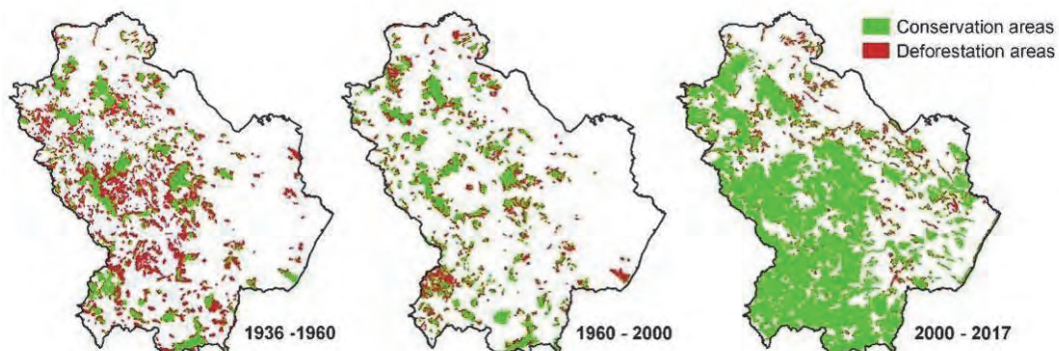 Conservation areas
Deforestation areas
1936 -1960
1960 - 2000
2000 - 2017